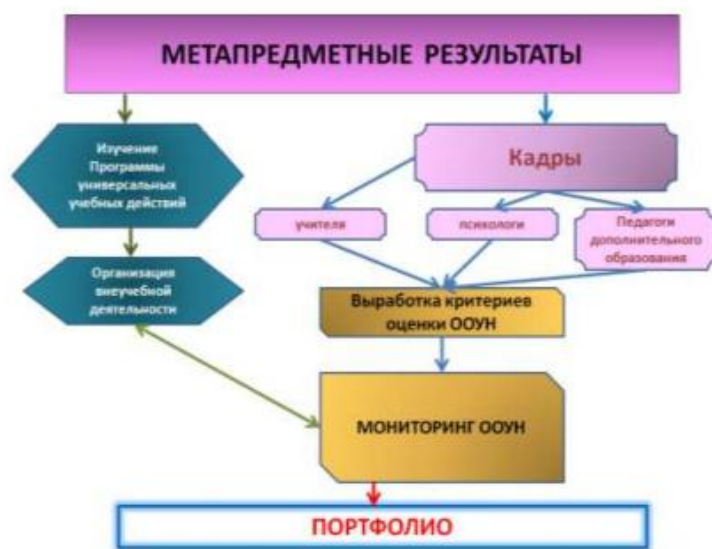 МЕТАПРЕДМЕТНЫЕ РЕЗУЛЬТАТЫ
Изучение
Программы
универсальных
учебных действий
Кадры
учителя
психологи
Педагоги
дополнительного
образования
Организация
внеучебной
деятельности
Выработка критериев
оценки ООУН
МОНИТОРИНГ ООУН
ПОРТФОЛИО